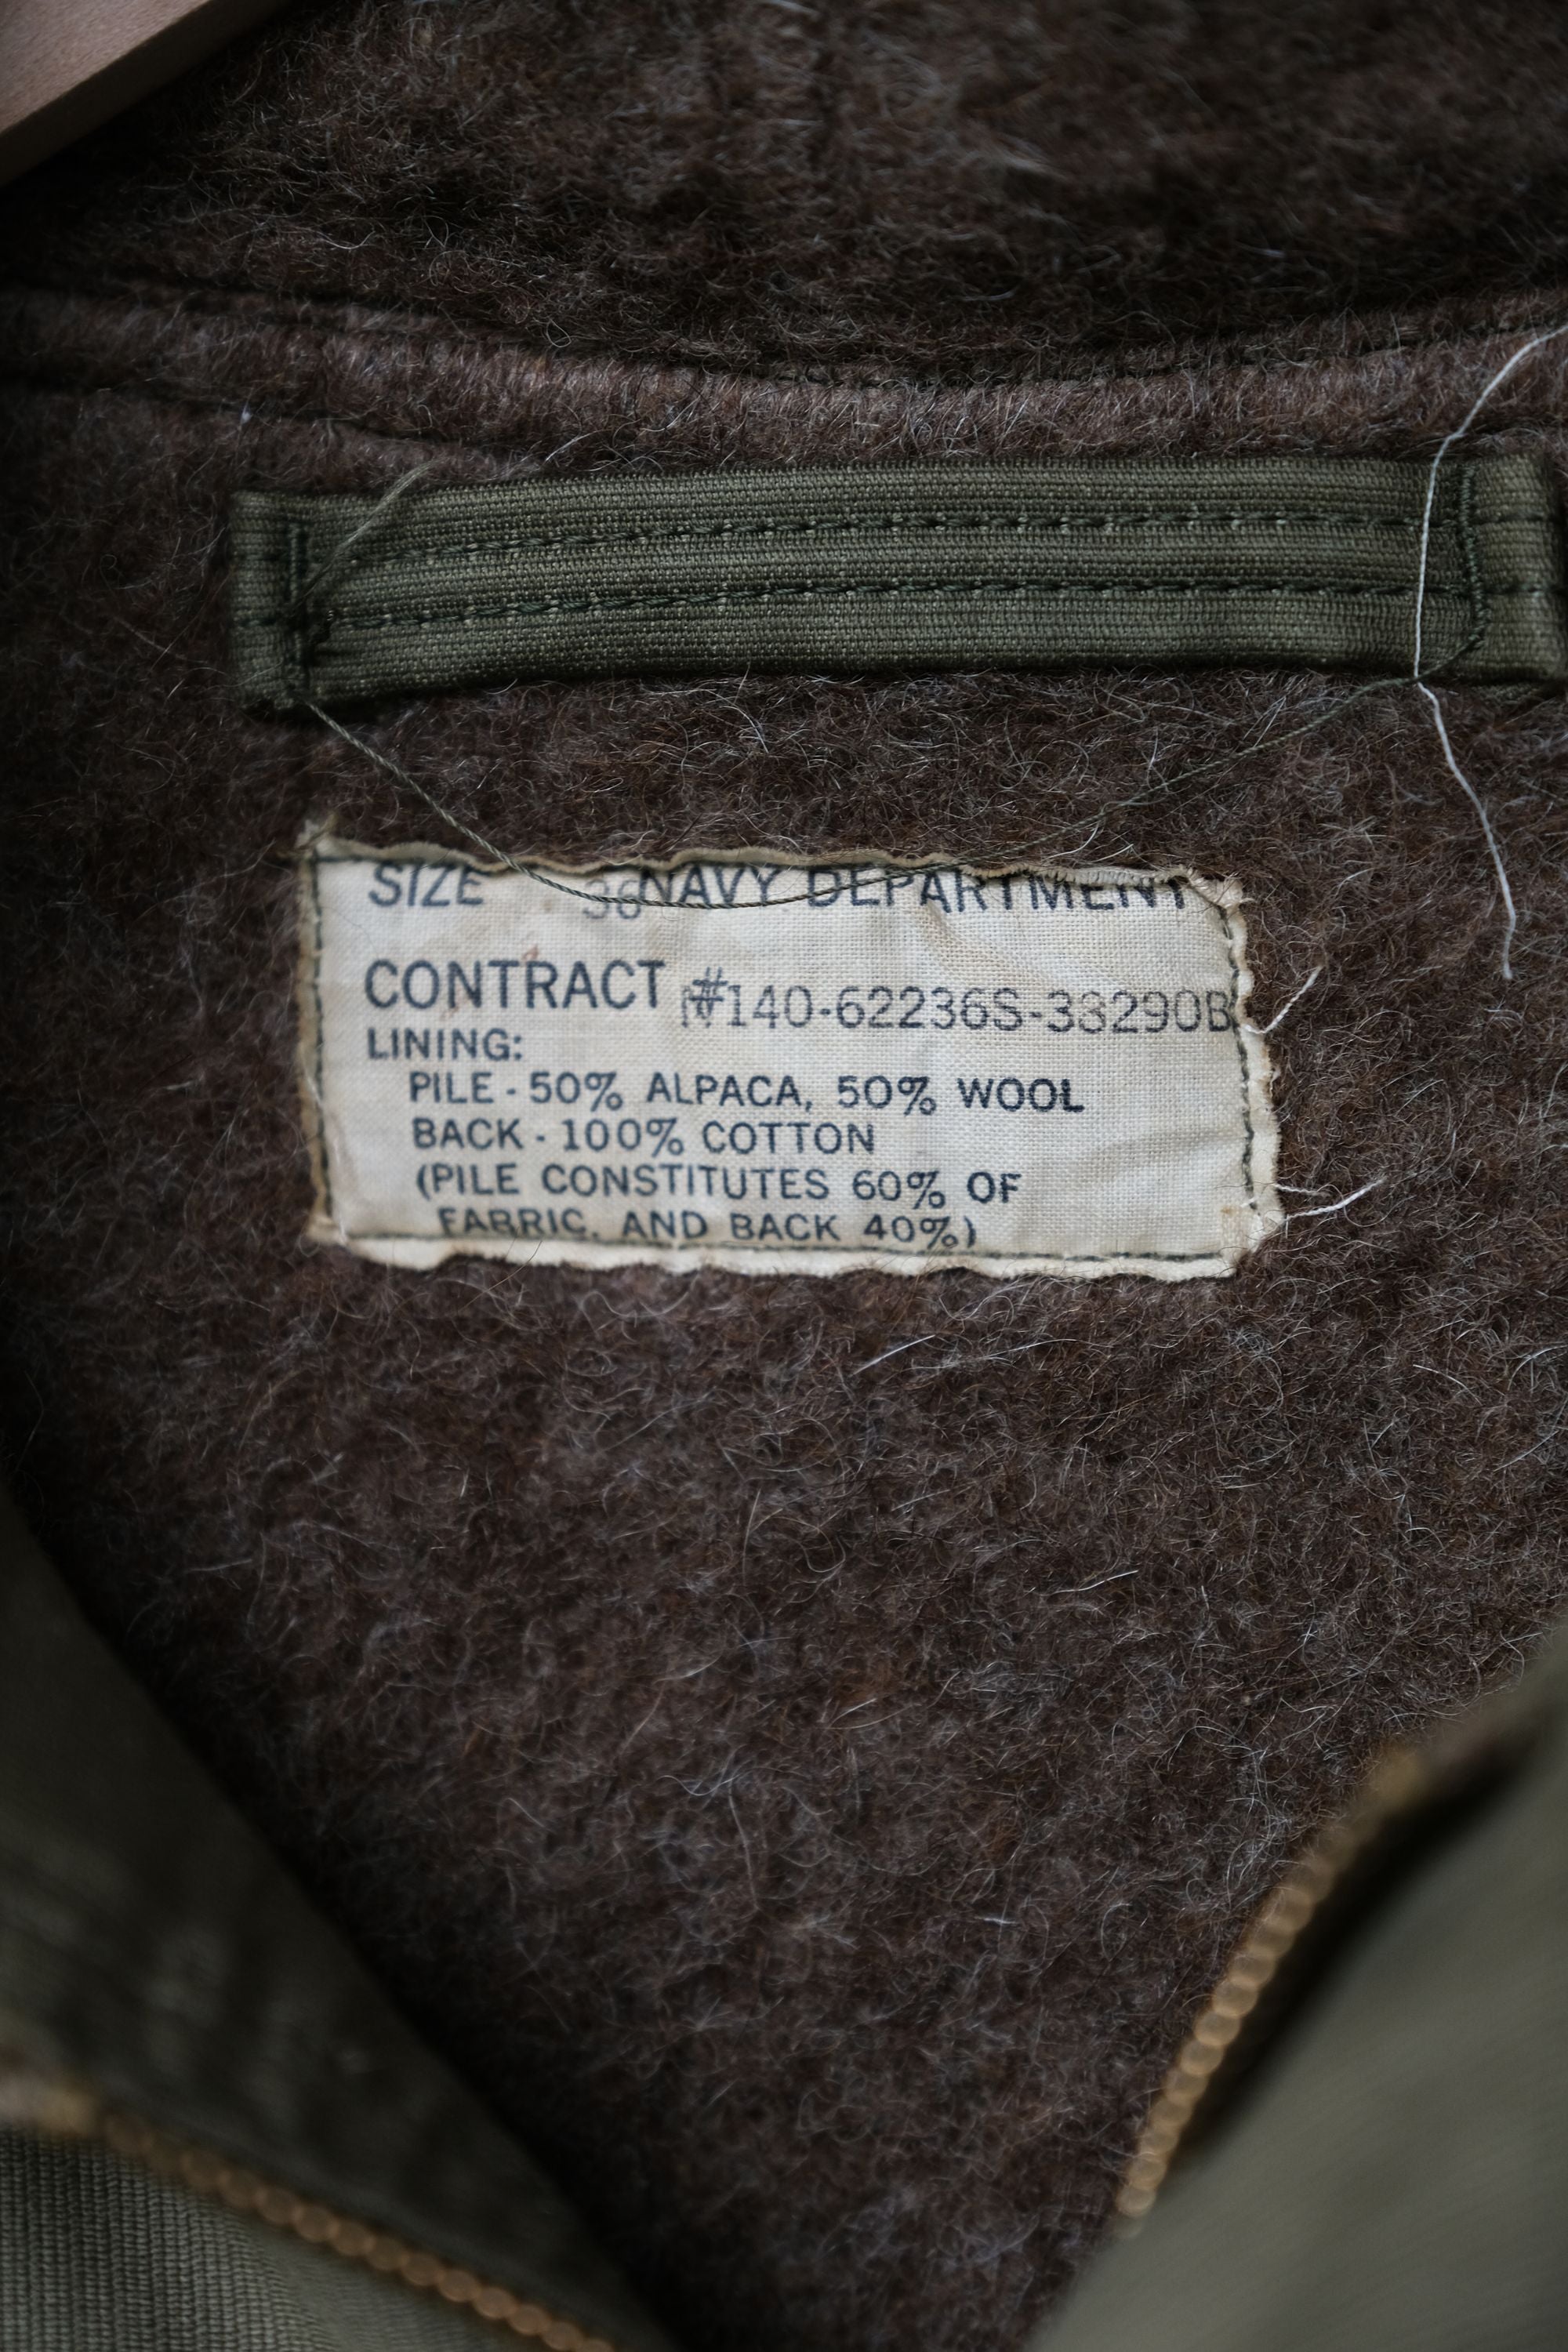 SIZE 36 NAVY DEPARTMENT
CONTRACT # N140-62236S-38290B
LINING:
PILE - 50% ALPACA, 50% WOOL
BACK - 100% COTTON
(PILE CONSTITUTES 60% OF
FABRIC, AND BACK 40%)